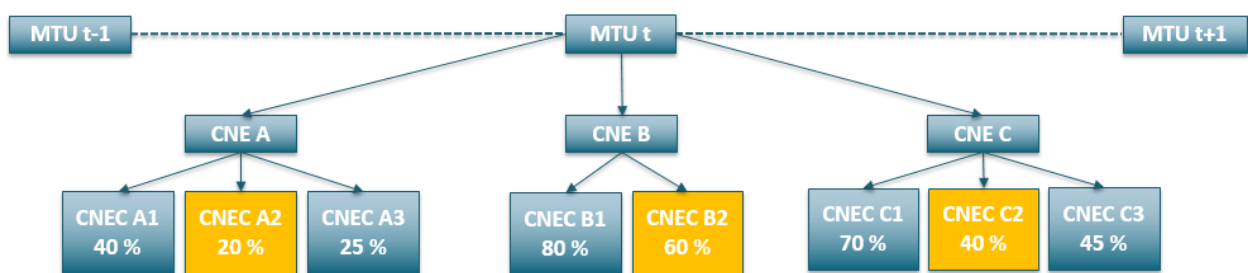 MTU t-1
MTU t
MTU t+1
CNE A
CNE B
CNE C
CNEC A1
40 %
CNEC A2
20 %
CNEC A3
25 %
CNEC B1
80 %
CNEC B2
60 %
CNEC C1
70 %
CNEC C2
40 %
CNEC C3
45 %